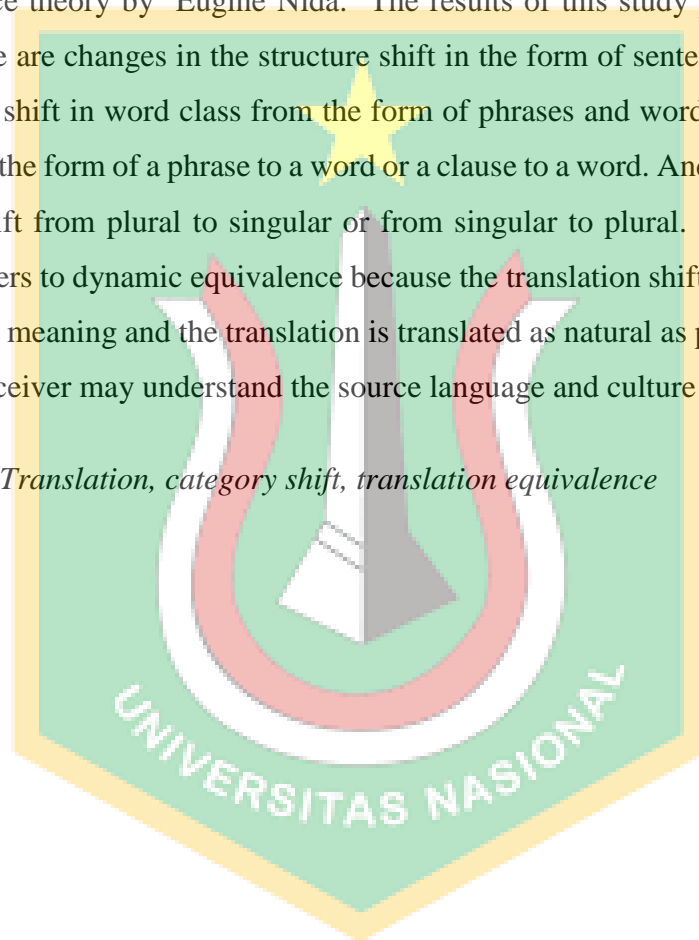 ce theory by Eugine Nida. The results of this study
e are changes in the structure shift in the form of sente
shift in word class from the form of phrases and word
the form of a phrase to a word or a clause to a word. And
ft from plural to singular or from singular to plural.
ers to dynamic equivalence because the translation shift
meaning and the translation is translated as natural as p
ceiver may understand the source language and culture
Translation, category shift, translation equivalence
UNIVERSITAS NASIONAL